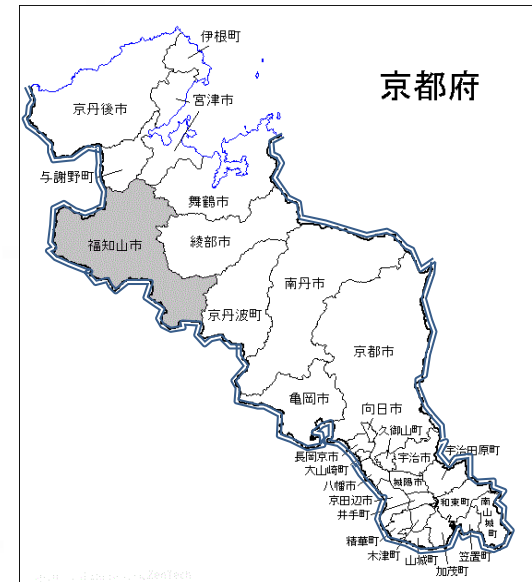 京都府
伊根町
宮津市
京丹後市
与謝野町
舞鶴市
福知山市
綾部市
南丹市
京丹波町
京都市
亀岡市
向日市
久御山町
宇治田原町
長岡京市
宇治市
大山崎町
八幡市
城陽市
京田辺市
和東町
南山城町
井手町
精華町
木津町
山城町
加茂町
笠置町